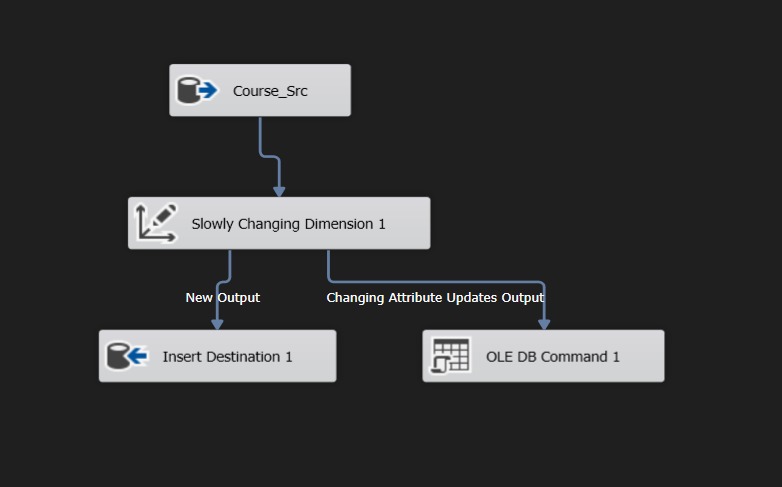 Course_Src
Slowly Changing Dimension 1
New Output
Changing Attribute Updates Output
Insert Destination 1
OLE DB Command 1